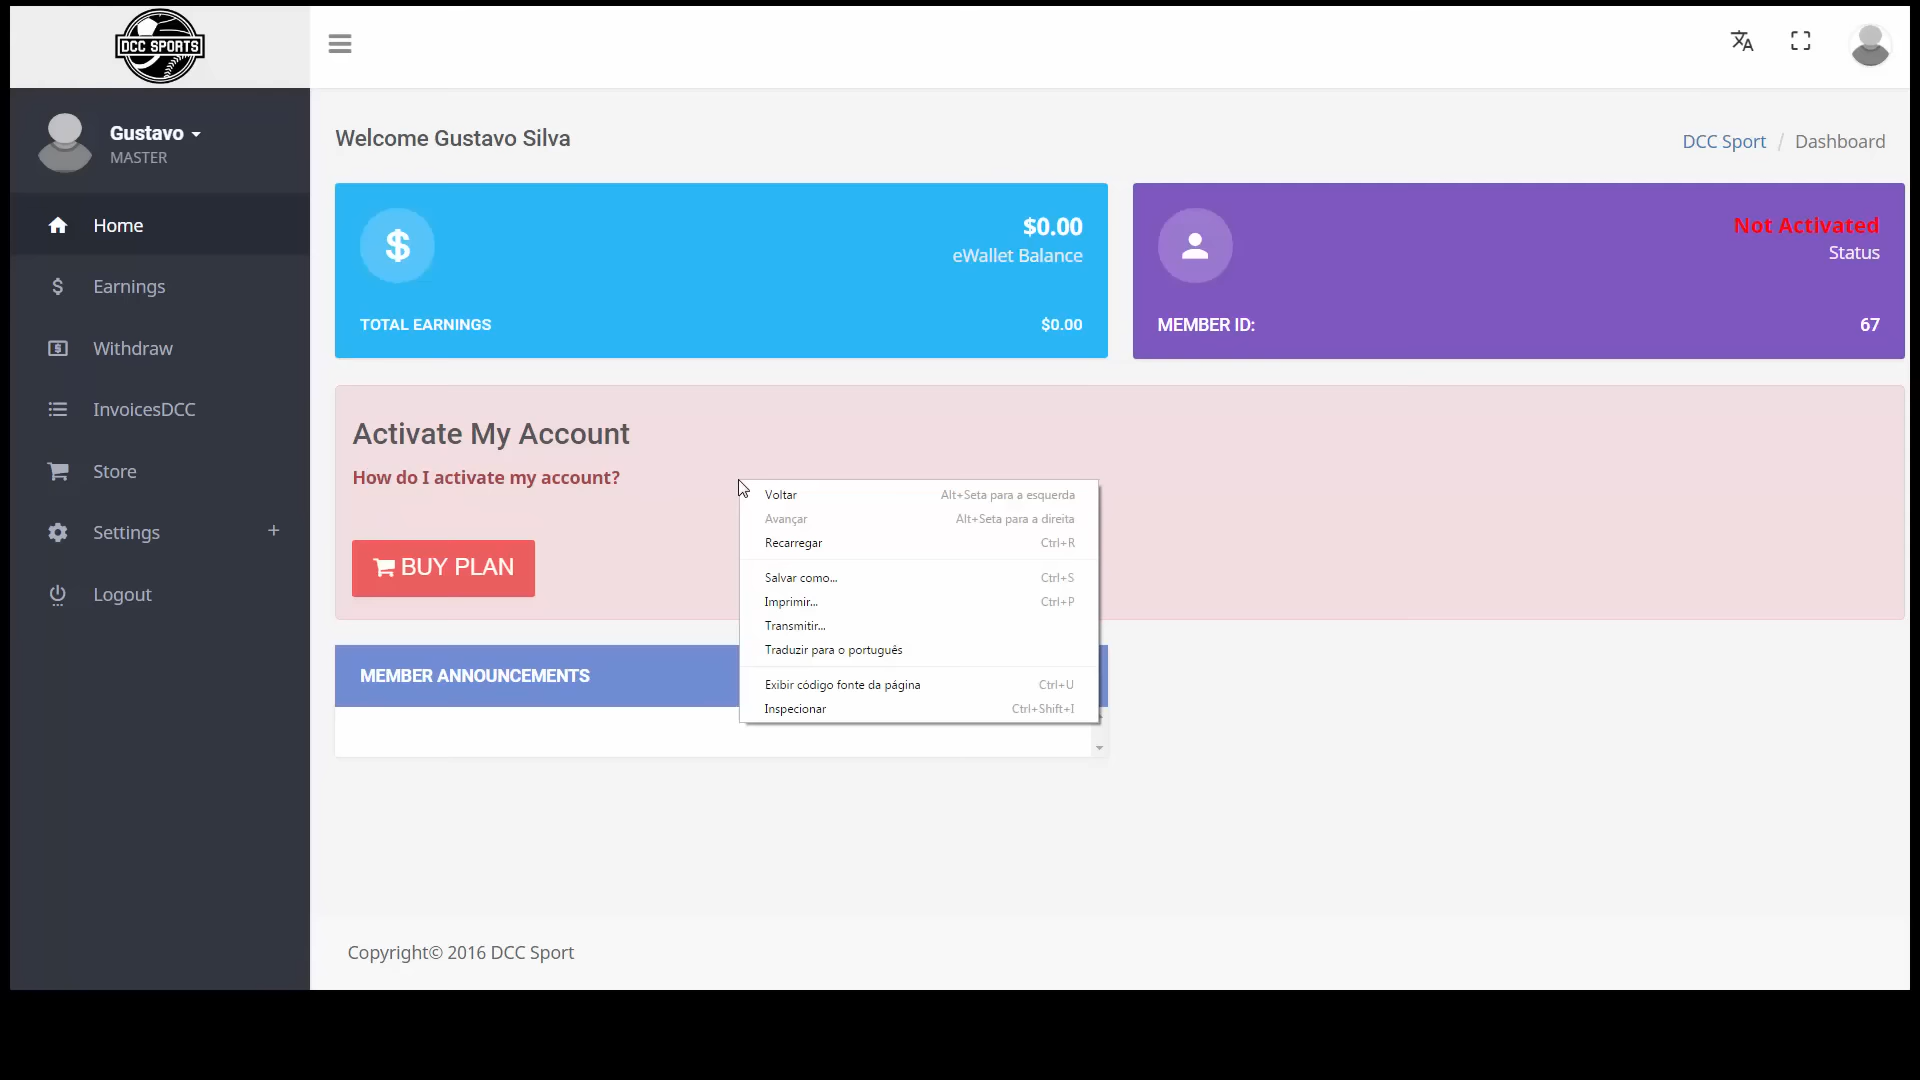 DCC SPORTS
Gustavo
MASTER
Home
Earnings
Withdraw
InvoicesDCC
Store
Settings +
Logout
Welcome Gustavo Silva
DCC Sport / Dashboard
$ $0.00
eWallet Balance
TOTAL EARNINGS $0.00
Not Activated
Status
MEMBER ID: 67
Activate My Account
How do I activate my account?
BUY PLAN
Voltar Alt+Seta para a esquerda
Avançar Alt+Seta para a direita
Recarregar Ctrl+R
Salvar como... Ctrl+S
Imprimir... Ctrl+P
Transmitir...
Traduzir para o português
Exibir código fonte da página Ctrl+U
Inspecionar Ctrl+Shift+I
MEMBER ANNOUNCEMENTS
Copyright© 2016 DCC Sport